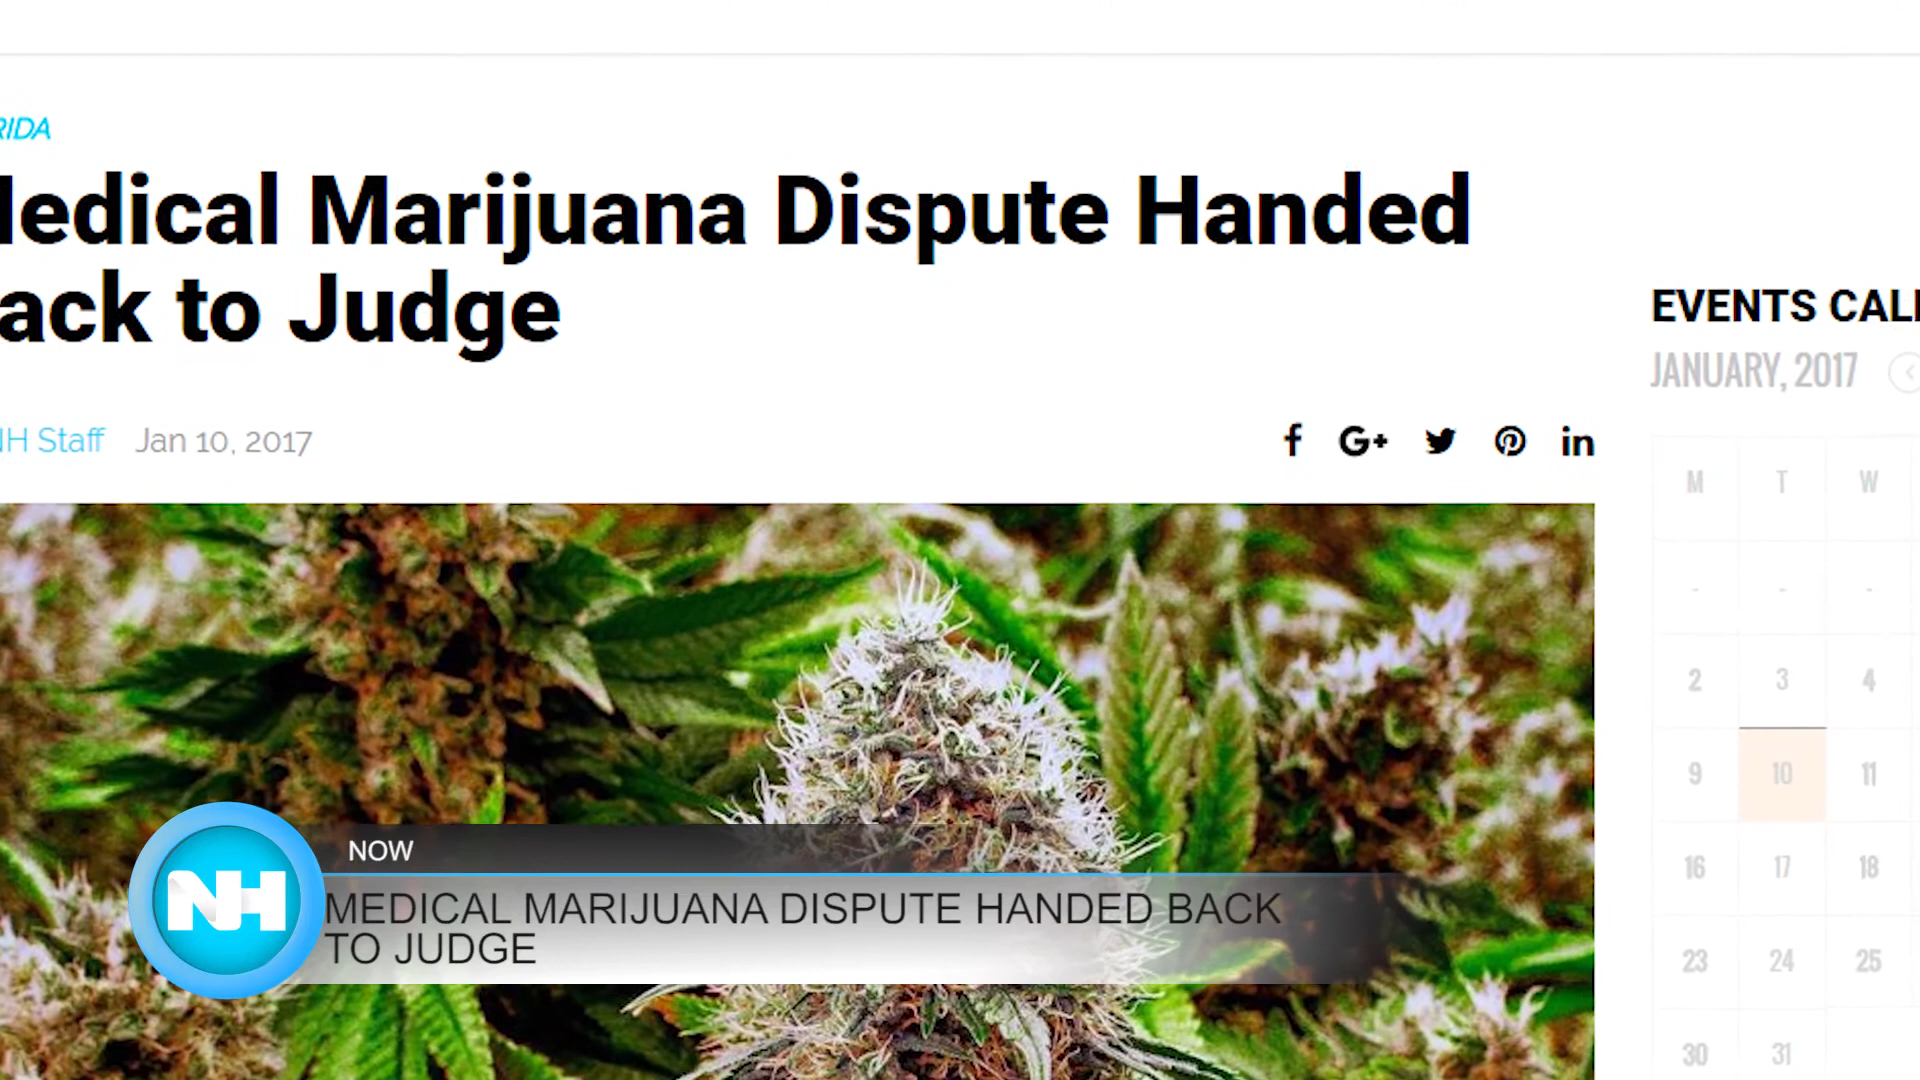 RIDA
Medical Marijuana Dispute Handed
ack to Judge
NH Staff Jan 10, 2017
f G+ in
EVENTS CAL
JANUARY, 2017
M T W
- - -
2 3 4
9 10 11
16 17 18
23 24 25
30 31
NOW
NH
MEDICAL MARIJUANA DISPUTE HANDED BACK
TO JUDGE